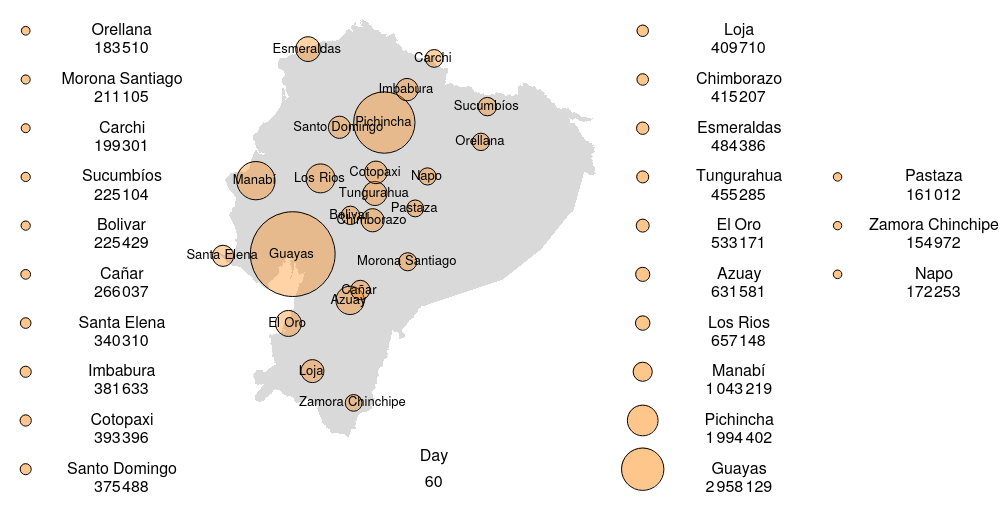 Orellana
183510
Morona Santiago
211105
Carchi
199301
Sucumbíos
225104
Bolivar
225429
Cañar
266037
Santa Elena
340310
Imbabura
381633
Cotopaxi
393396
Santo Domingo
375488
Esmeraldas
Carchi
Imbabura
Sucumbíos
Pichincha
Santo Domingo
Orellana
Cotopaxi
Napo
Los Rios
Manabí
Tungurahua
Pastaza
Bolivar
Chimborazo
Santa Elena
Guayas
Morona Santiago
Cañar
Azuay
El Oro
Loja
Zamora Chinchipe
Day
60
Loja
409710
Chimborazo
415207
Esmeraldas
484386
Tungurahua
455285
El Oro
533171
Azuay
631581
Los Rios
657148
Manabí
1043219
Pichincha
1994402
Guayas
2958129
Pastaza
161012
Zamora Chinchipe
154972
Napo
172253